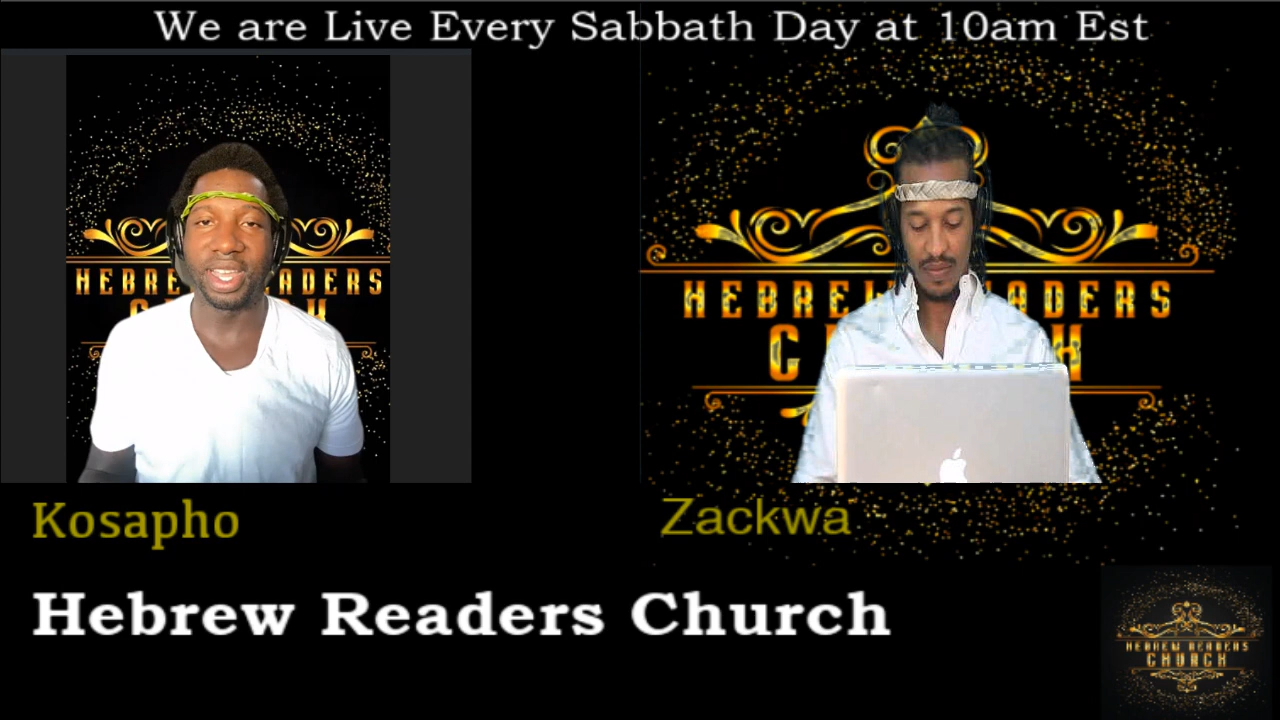 We are Live Every Sabbath Day at 10am Est
Kosapho
Zackwa
Hebrew Readers Church
HEBREW READERS
CHURCH